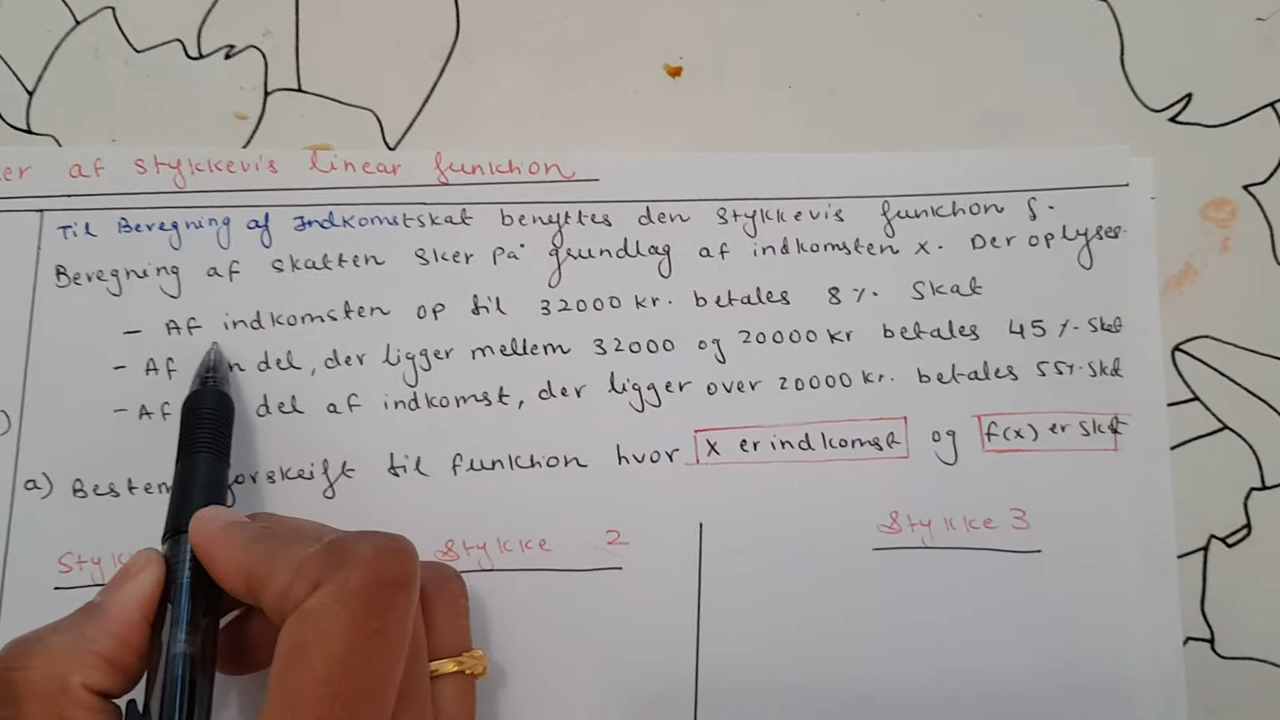 er af stykkevis linear funktion
Til Beregning af Indkomstskat benyttes den stykkevis funktion f.
Beregning af skatten sker på grundlag af indkomsten x. Der oplyses.
- Af indkomsten op til 32000 kr. betales 8 %. skat
- Af n del, der ligger mellem 32000 og 20000 kr betales 45 %. skat
- Af del af indkomst, der ligger over 20000 kr. betales 55%. skat
a) Bestem forskrift til funktion hvor x er indkomst og f(x) er skat
Stykke 2
Stykke 3